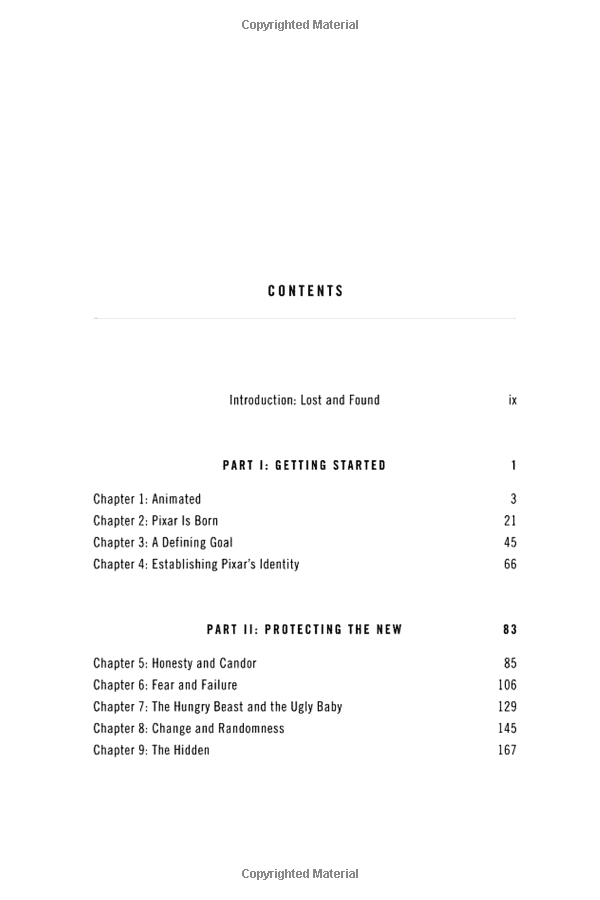 Copyrighted Material
CONTENTS
Introduction: Lost and Found ix
PART I: GETTING STARTED 1
Chapter 1: Animated 3
Chapter 2: Pixar Is Born 21
Chapter 3: A Defining Goal 45
Chapter 4: Establishing Pixar's Identity 66
PART II: PROTECTING THE NEW 83
Chapter 5: Honesty and Candor 85
Chapter 6: Fear and Failure 106
Chapter 7: The Hungry Beast and the Ugly Baby 129
Chapter 8: Change and Randomness 145
Chapter 9: The Hidden 167
Copyrighted Material